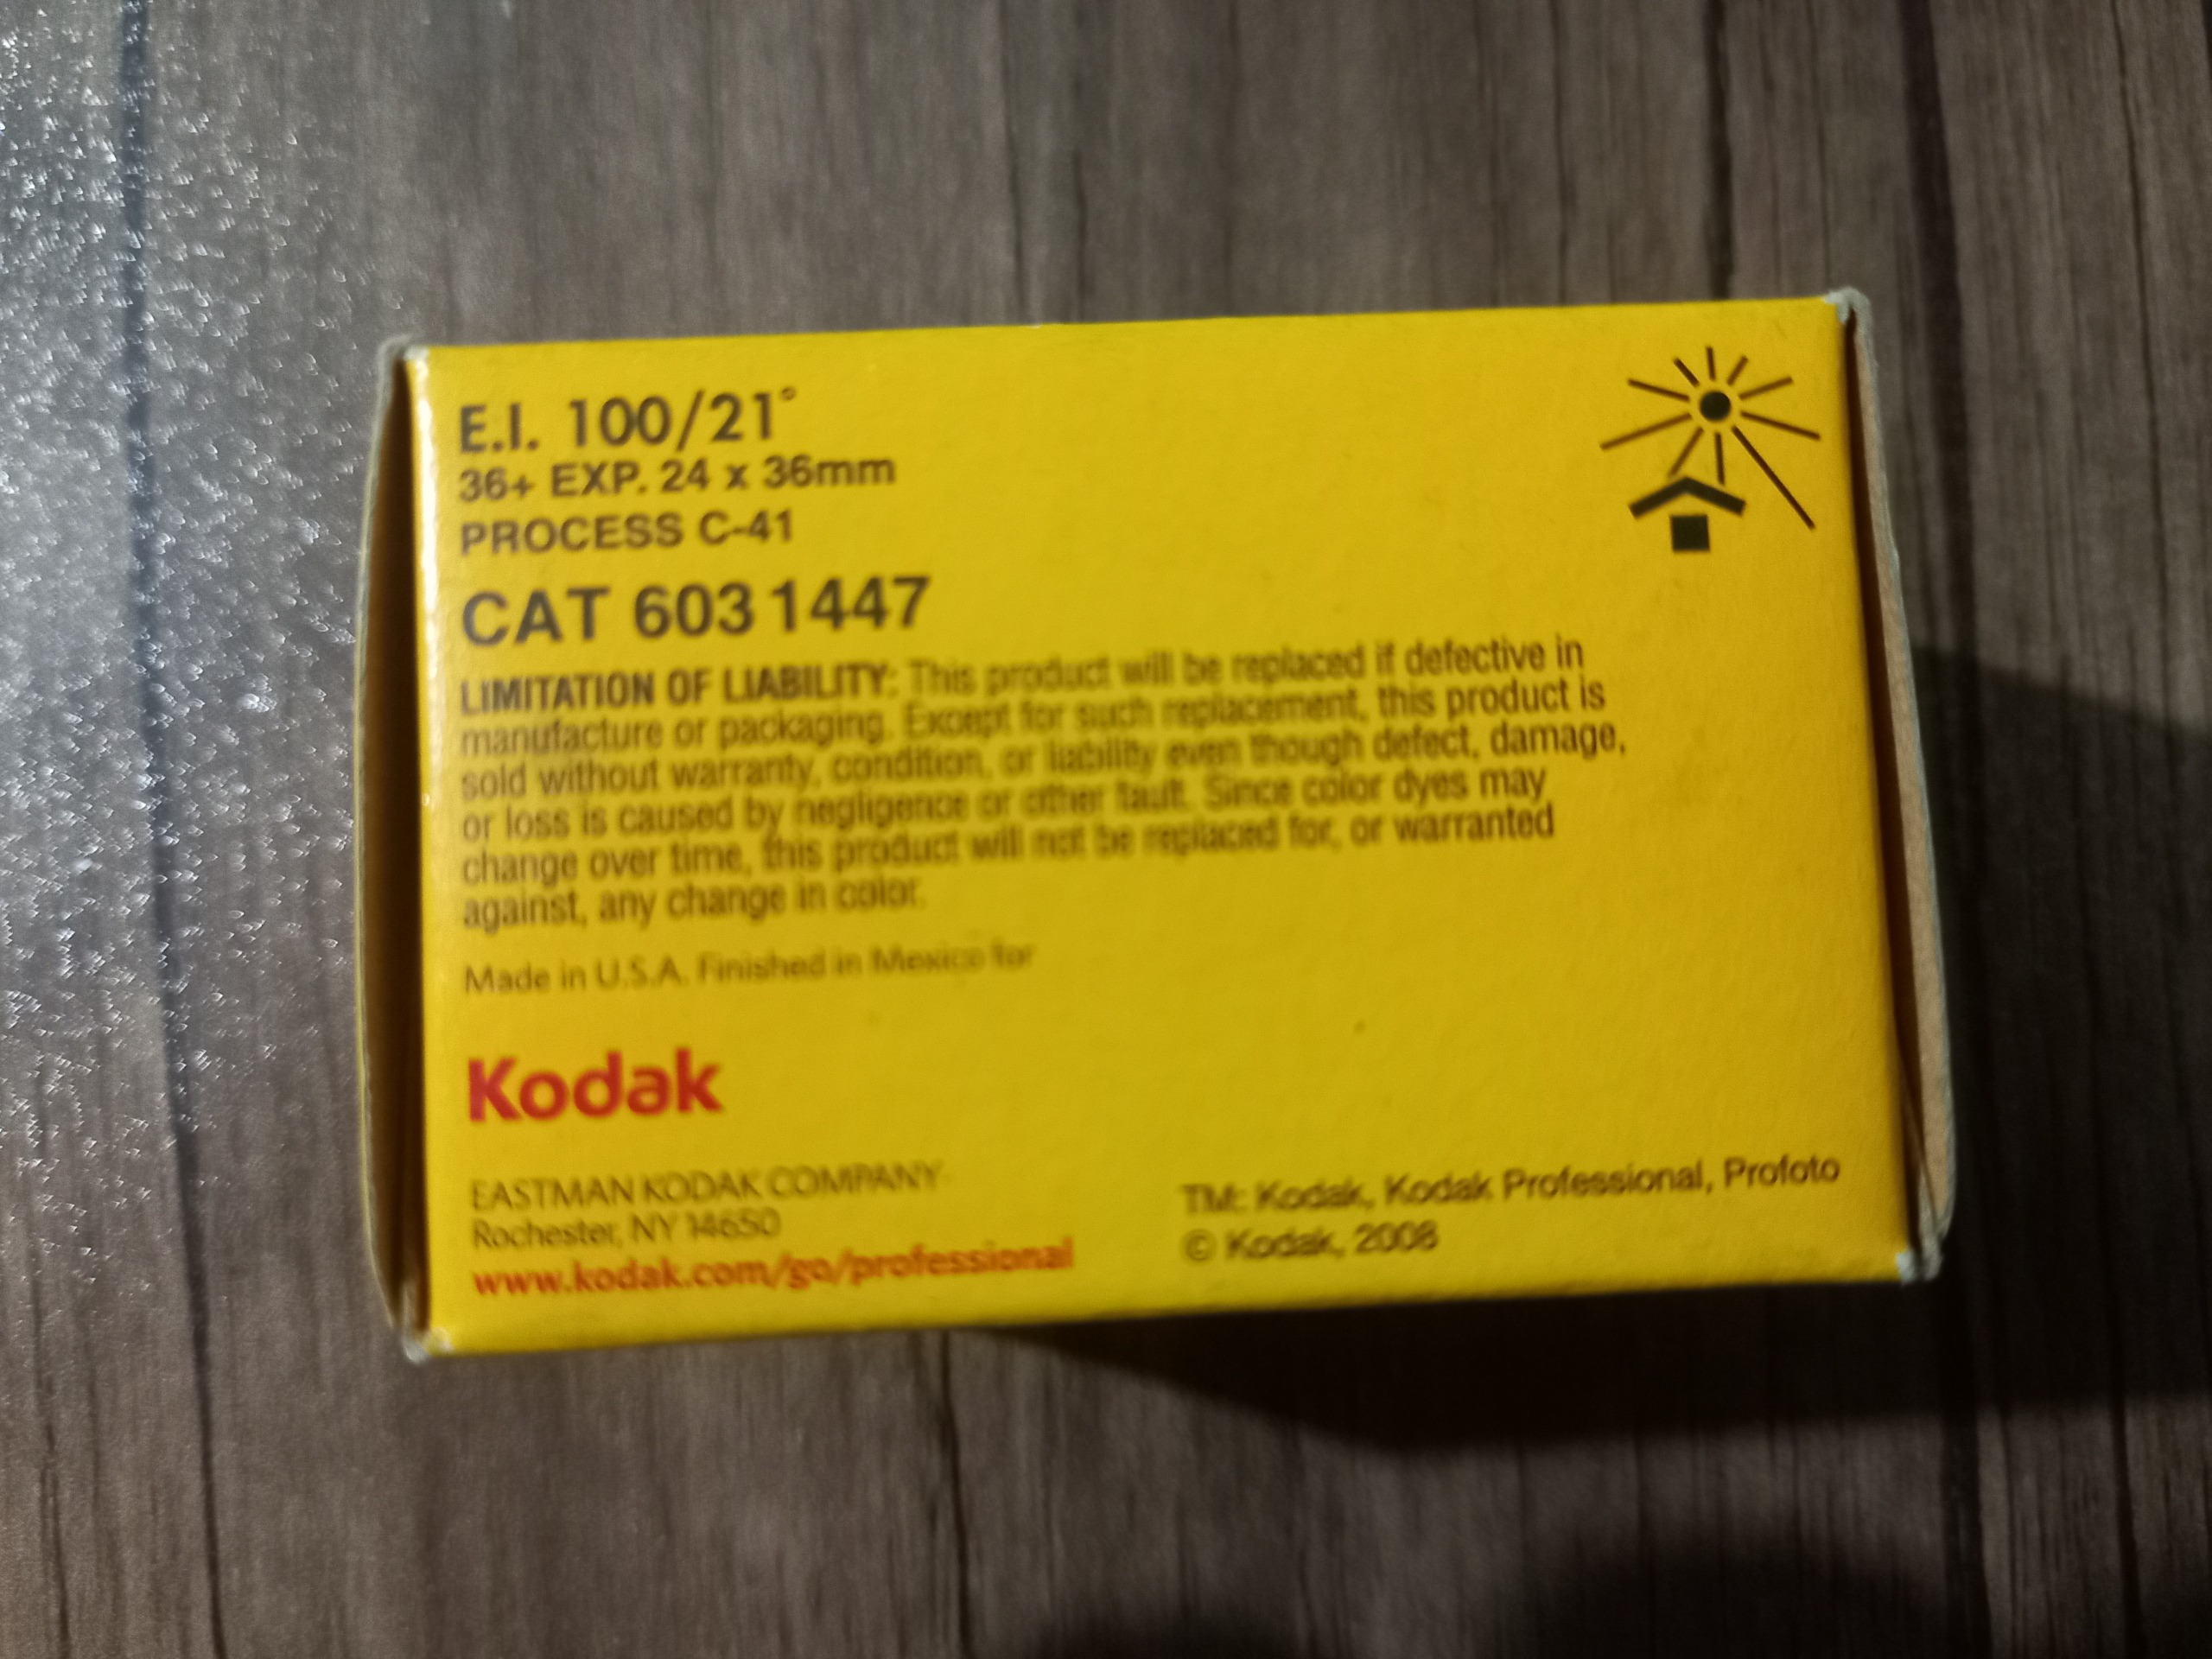 E.I. 100/21°
36+ EXP. 24 x 36mm
PROCESS C-41
CAT 603 1447
LIMITATION OF LIABILITY: This product will be replaced if defective in
manufacture or packaging. Except for such replacement, this product is
sold without warranty, condition, or liability even though defect, damage,
or loss is caused by negligence or other fault. Since color dyes may
change over time, this product will not be replaced for, or warranted
against, any change in color.
Made in U.S.A. Finished in Mexico for
Kodak
EASTMAN KODAK COMPANY
Rochester, NY 14650
www.kodak.com/go/professional
TM: Kodak, Kodak Professional, Profoto
© Kodak, 2008